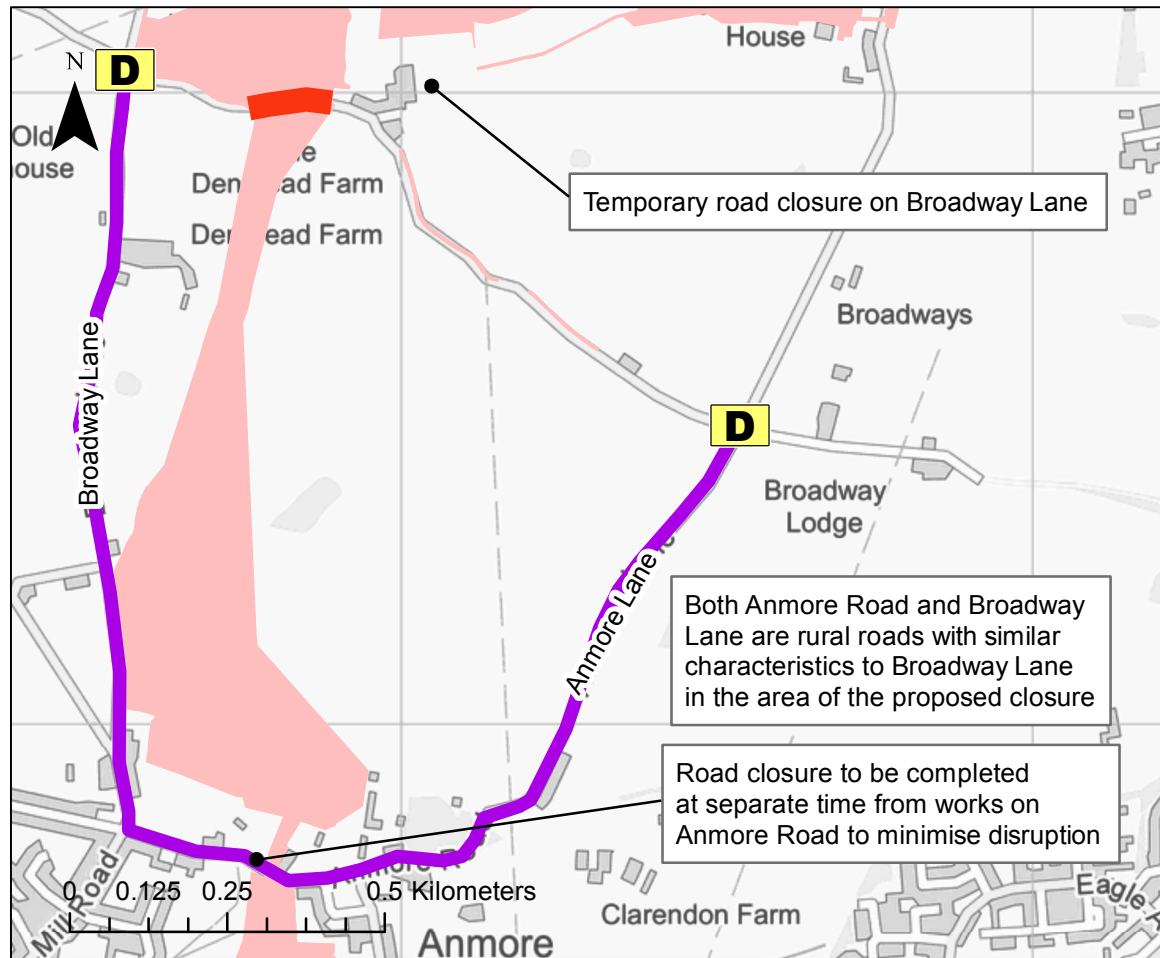 House
N
D
Old
Temporary road closure on Broadway Lane
Farm
Farm
Broadways
Broadway Lane
D
Broadway
Lodge
Anmore Lane
Both Anmore Road and Broadway
Lane are rural roads with similar
characteristics to Broadway Lane
in the area of the proposed closure
Road closure to be completed
at separate time from works on
Anmore Road to minimise disruption
0 0.125 0.25 0.5 Kilometers
Mill Road
Clarendon Farm
Eagle
Anmore